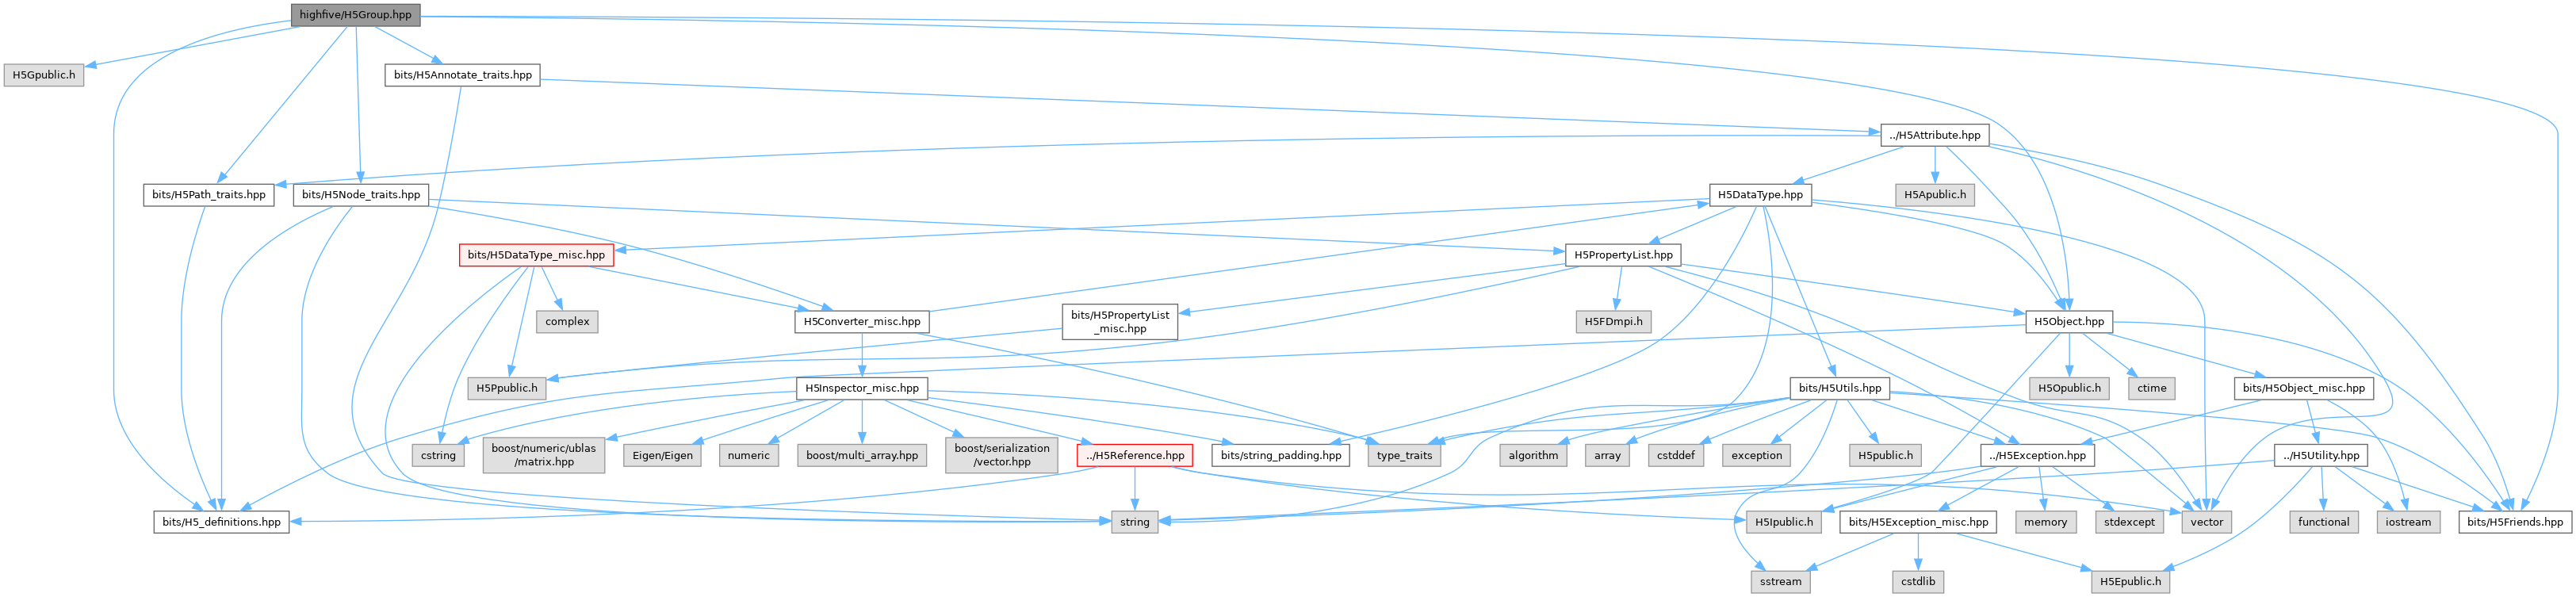 highfive/H5Group.hpp
H5Gpublic.h
bits/H5Annotate_traits.hpp
../H5Attribute.hpp
bits/H5Path_traits.hpp
bits/H5Node_traits.hpp
H5DataType.hpp
H5Apublic.h
bits/H5DataType_misc.hpp
H5PropertyList.hpp
complex
H5Converter_misc.hpp
bits/H5PropertyList
_misc.hpp
H5FDmpi.h
H5Object.hpp
H5Ppublic.h
H5Inspector_misc.hpp
bits/H5Utils.hpp
H5Opublic.h
ctime
bits/H5Object_misc.hpp
cstring
boost/numeric/ublas
/matrix.hpp
Eigen/Eigen
numeric
boost/multi_array.hpp
boost/serialization
/vector.hpp
../H5Reference.hpp
bits/string_padding.hpp
type_traits
algorithm
array
cstddef
exception
H5public.h
../H5Exception.hpp
../H5Utility.hpp
bits/H5_definitions.hpp
string
H5Ipublic.h
bits/H5Exception_misc.hpp
memory
stdexcept
vector
functional
iostream
bits/H5Friends.hpp
sstream
cstdlib
H5Epublic.h